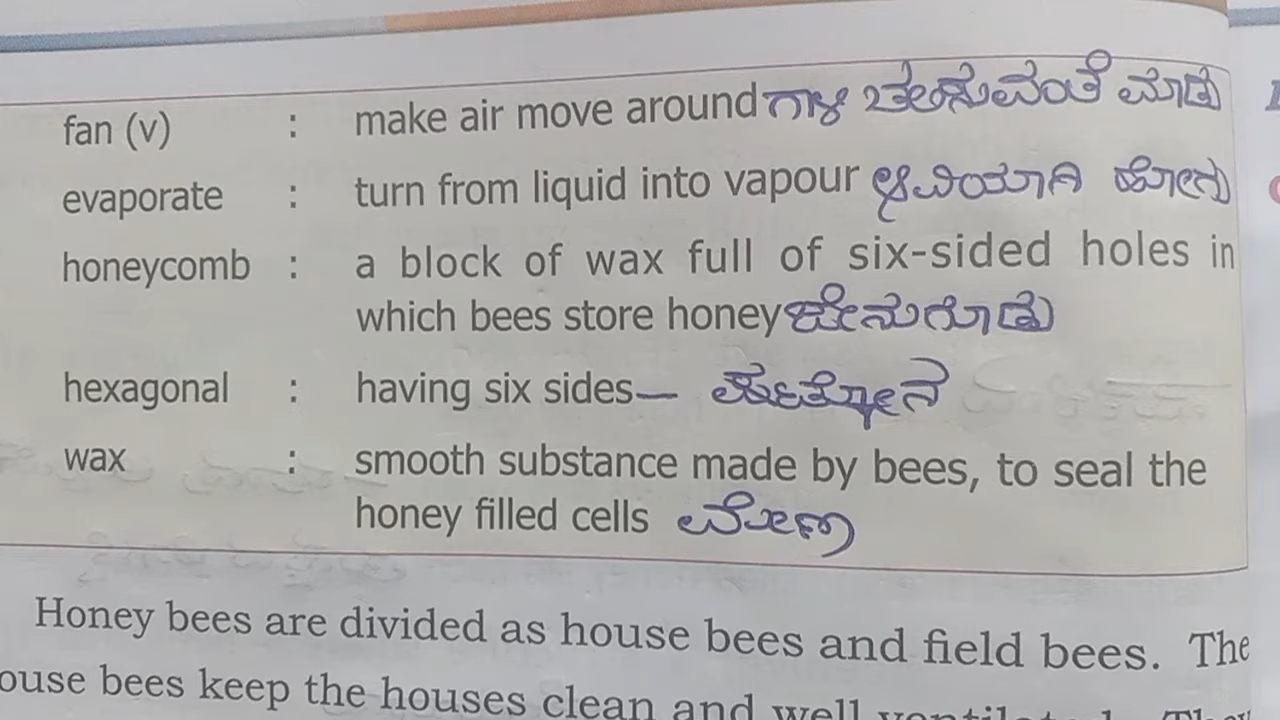 fan (v) : make air move around ಗಾಳಿ ಚಲಿಸುವಂತೆ ಮಾಡು
evaporate : turn from liquid into vapour ಆವಿಯಾಗಿ ಹೋಗು
honeycomb : a block of wax full of six-sided holes in
which bees store honey ಜೇನುಗೂಡು
hexagonal : having six sides —
wax : smooth substance made by bees, to seal the
honey filled cells ಮೇಣ
Honey bees are divided as house bees and field bees. The
ouse bees keep the houses clean and well